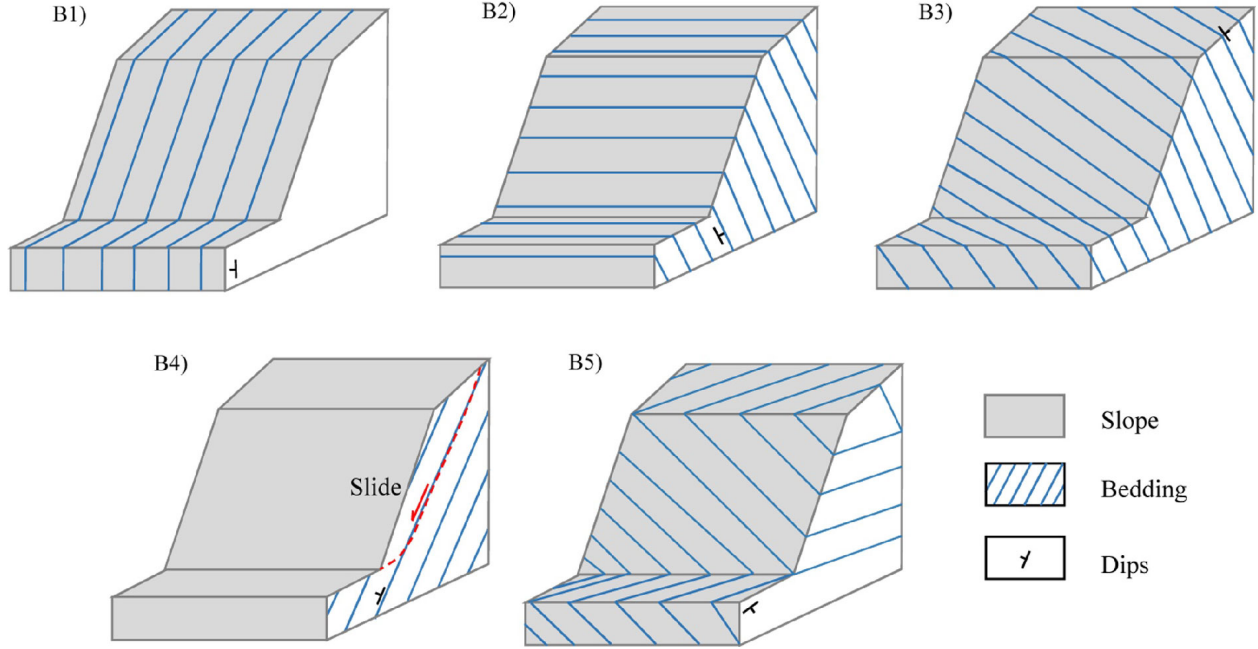 B1)
B2)
B3)
B4)
B5)
Slide
Slope
Bedding
Dips